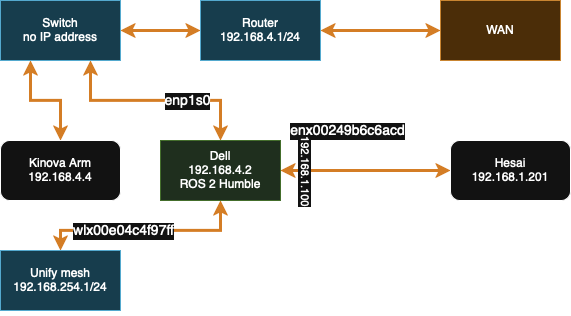 Switch
no IP address
Router
192.168.4.1/24
WAN
enp1s0
enx00249b6c6acd
Kinova Arm
192.168.4.4
Dell
192.168.4.2
ROS 2 Humble
192.168.1.100
Hesai
192.168.1.201
wlx00e04c4f97ff
Unify mesh
192.168.254.1/24